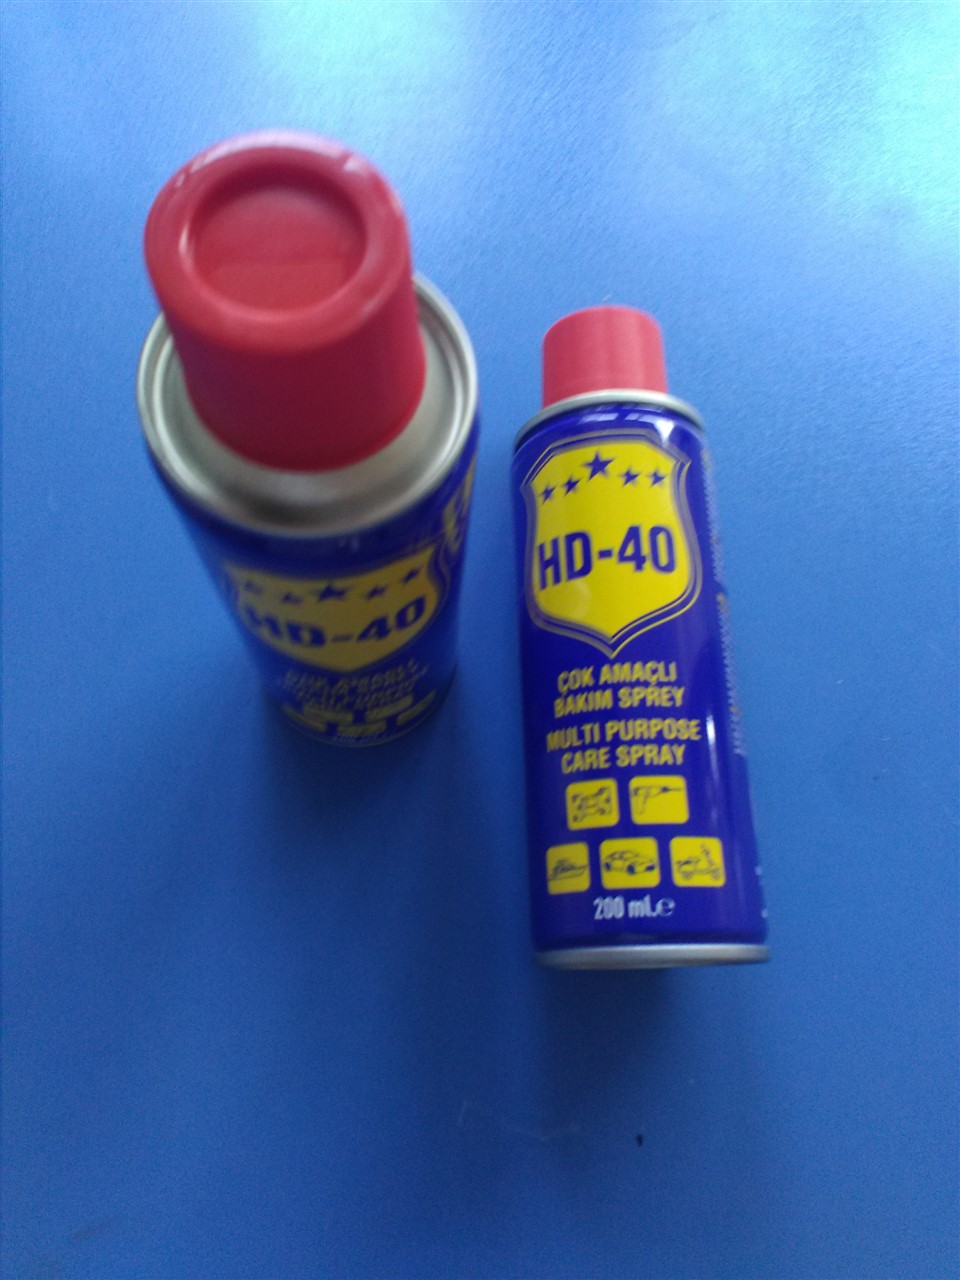 HD-40
HD-40
ÇOK AMAÇLI
BAKIM SPREY
MULTI PURPOSE
CARE SPRAY
200 ml.℮